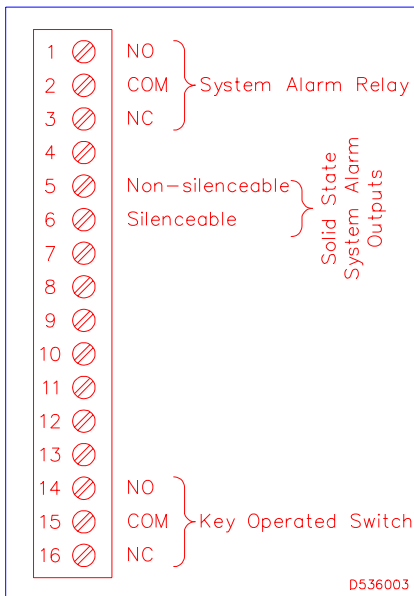 1 NO
2 COM System Alarm Relay
3 NC
4
5 Non-silenceable
6 Silenceable
Solid State
System Alarm
Outputs
7
8
9
10
11
12
13
14 NO
15 COM Key Operated Switch
16 NC
D536003